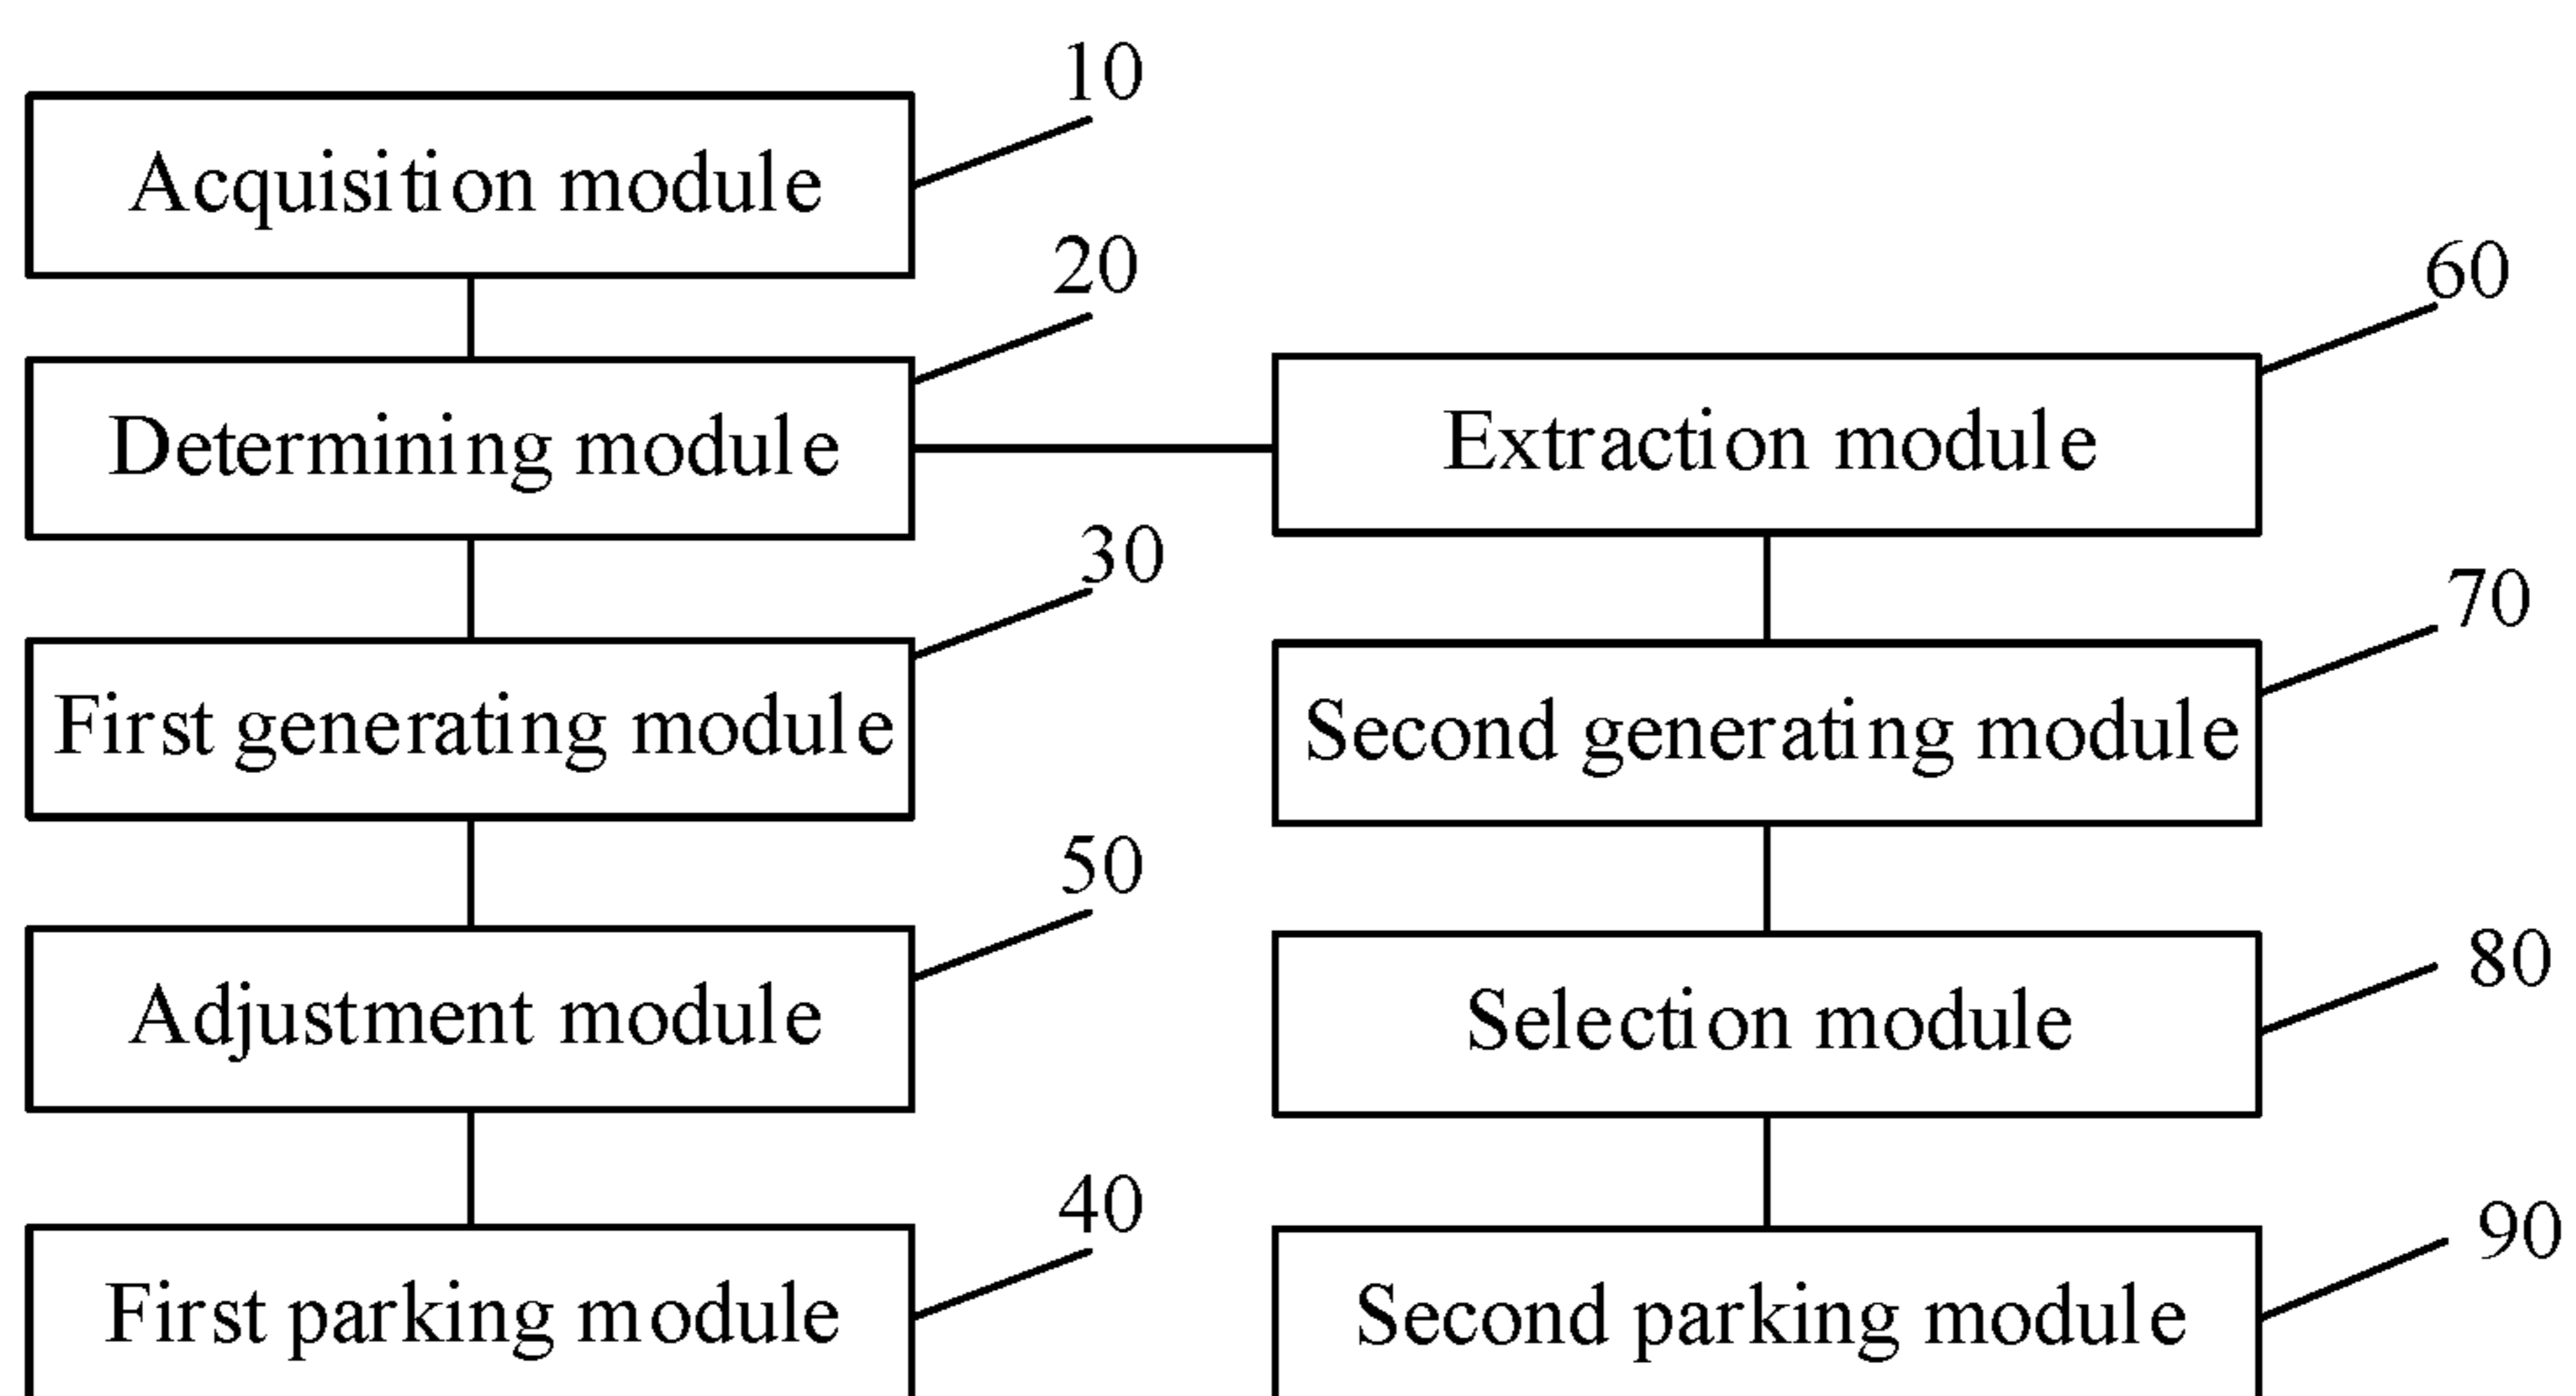 10
Acquisition module
20
Determining module
60
Extraction module
30
First generating module
70
Second generating module
50
Adjustment module
80
Selection module
40
First parking module
90
Second parking module